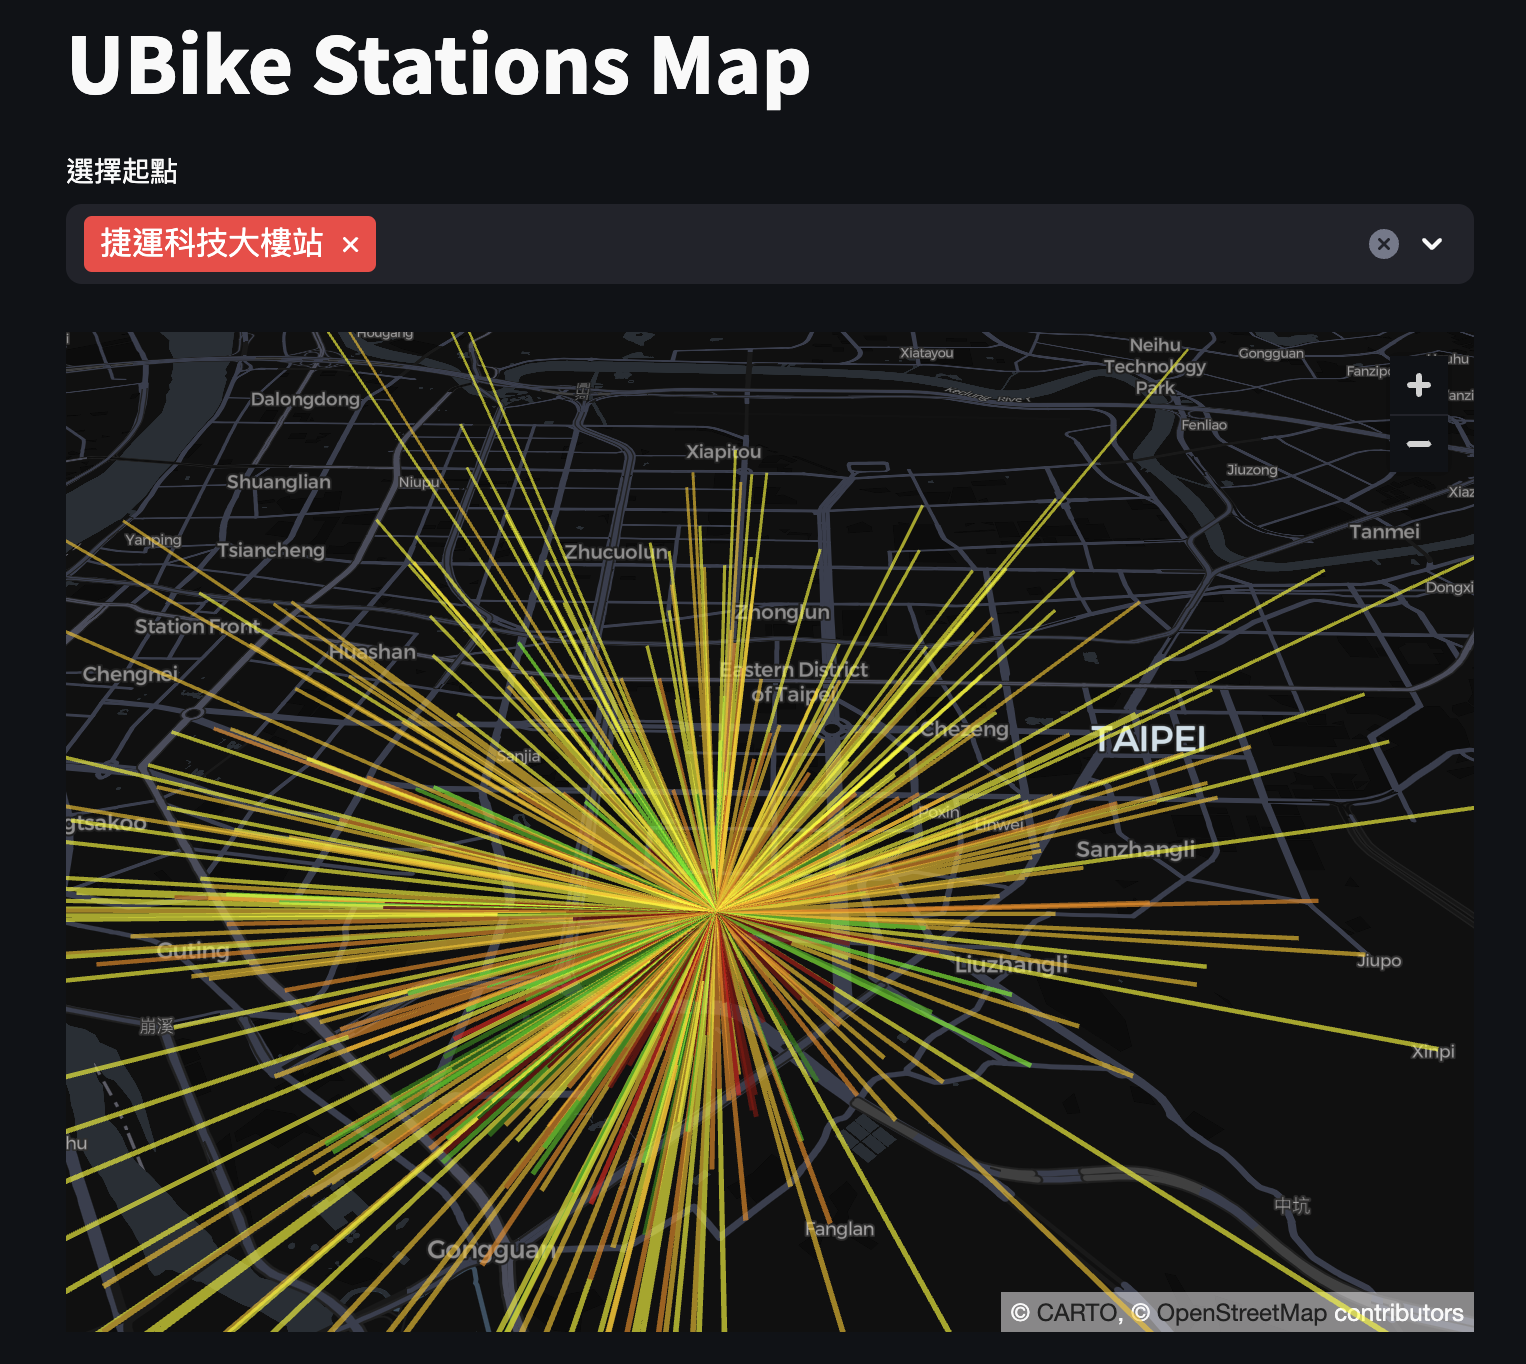 UBike Stations Map
選擇起點
捷運科技大樓站
Hougang
Xiatayou
Neihu
Technology
Park
Gongguan
Dalongdong
Fenliao
Xiapitou
Jiuzong
Shuanglian
Niupu
Tanmei
Yanping
Tsiancheng
Zhucuolun
Zhonglun
Station Front
Huashan
Chengnei
Eastern District
of Taipei
Chezeng
TAIPEI
Sanjia
Poxin
Linwei
gtsakoo
Sanzhangli
Guting
Liuzhangli
Jiupo
崩溪
Xinpi
hu
中坑
Fanglan
Gongguan
© CARTO, © OpenStreetMap contributors